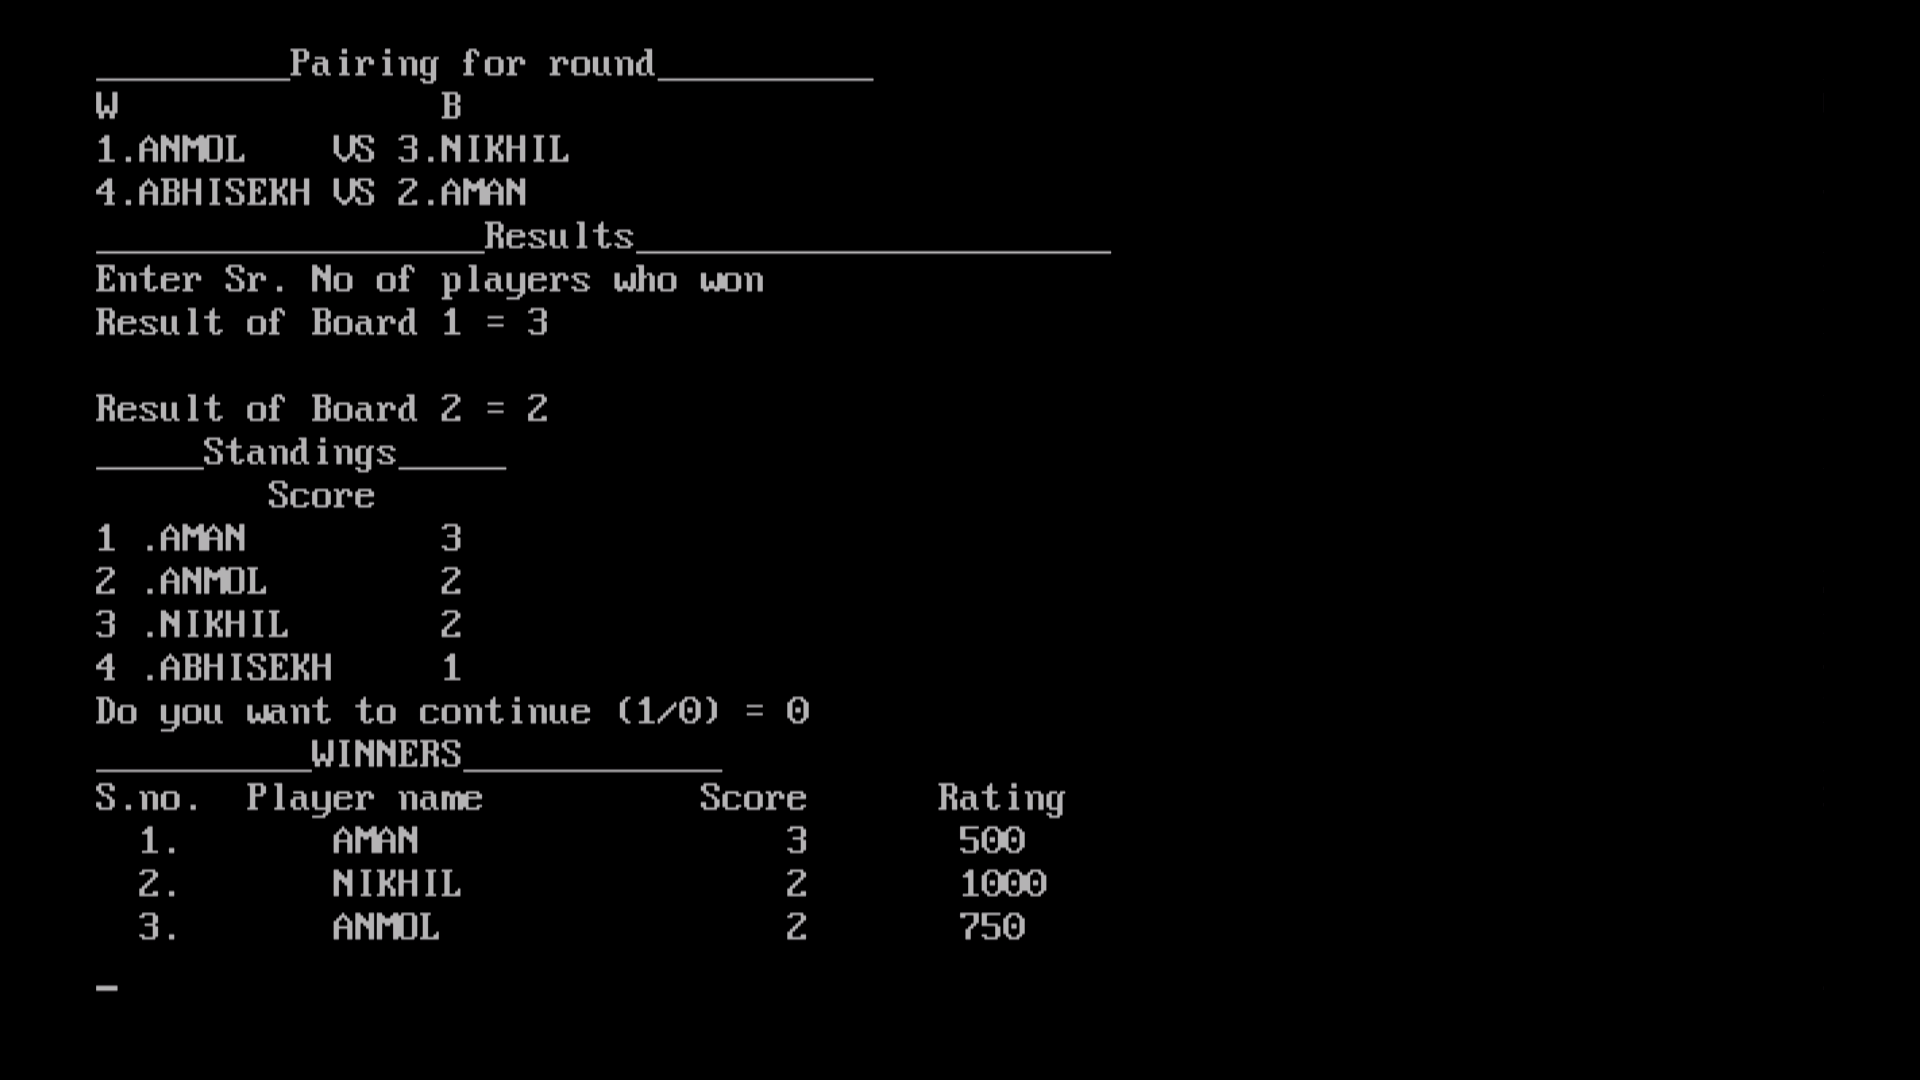 _________Pairing for round__________
W               B
1.ANMOL    VS 3.NIKHIL
4.ABHISEKH VS 2.AMAN
__________________Results______________________
Enter Sr. No of players who won
Result of Board 1 = 3
Result of Board 2 = 2
_____Standings_____
Score
1 .AMAN         3
2 .ANMOL        2
3 .NIKHIL       2
4 .ABHISEKH     1
Do you want to continue (1/0) = 0
__________WINNERS____________
S.no.  Player name          Score      Rating
1.       AMAN                 3       500
2.       NIKHIL               2       1000
3.       ANMOL                2       750
_